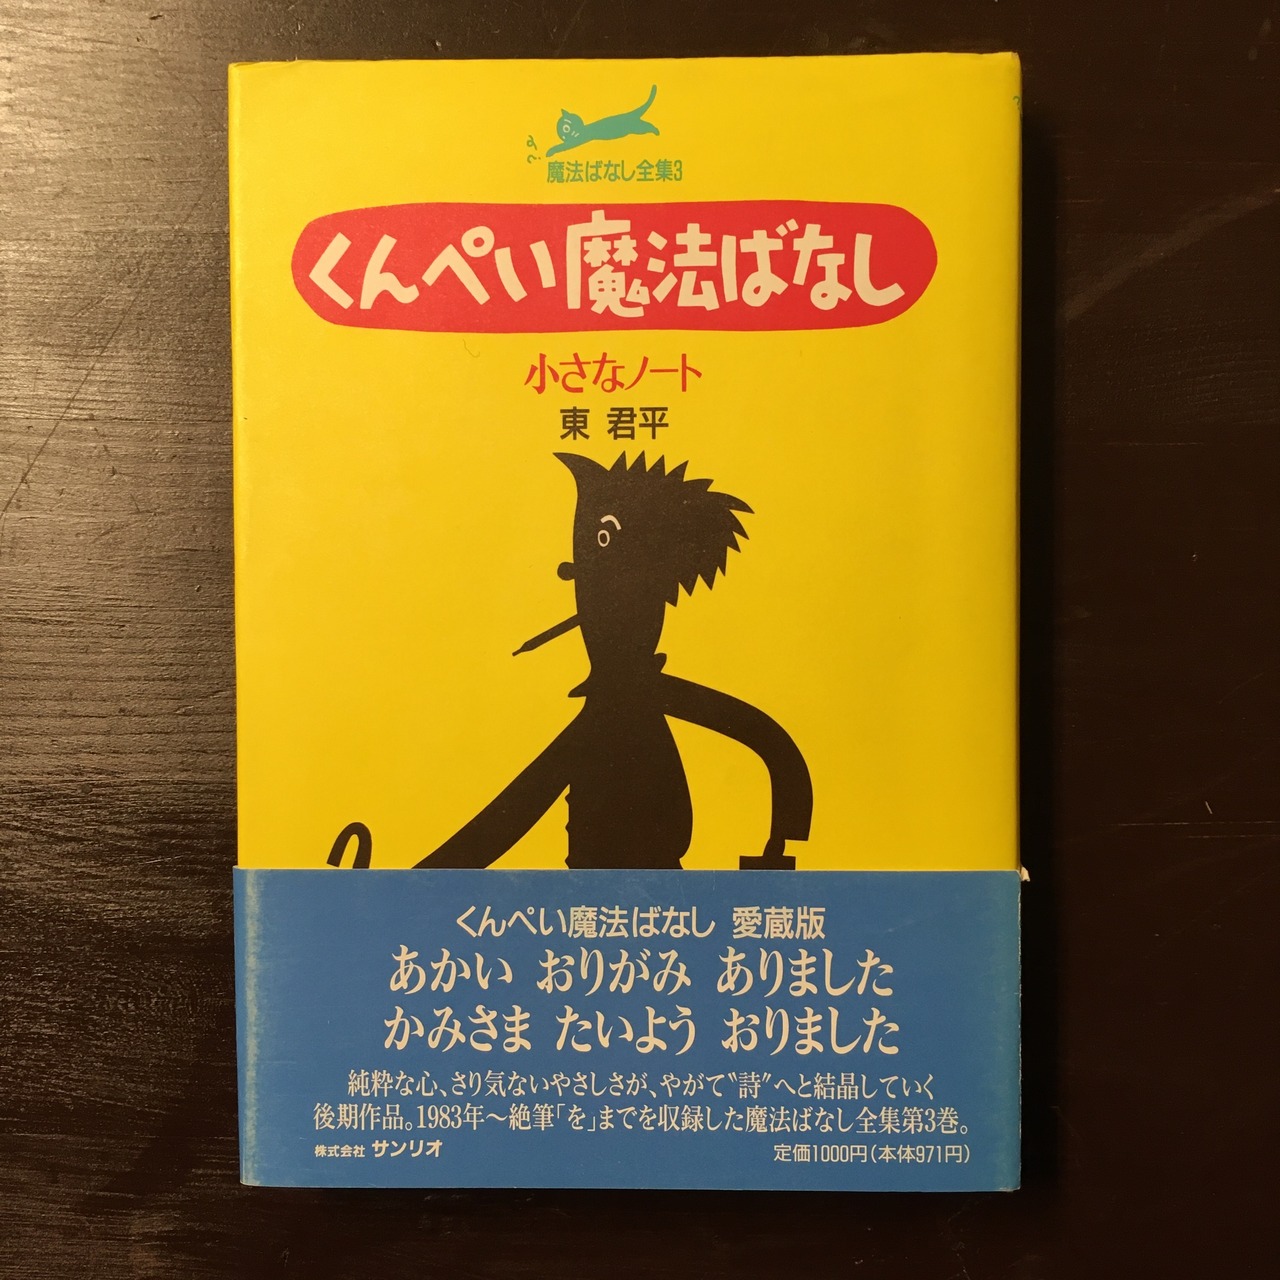 魔法ばなし全集3
くんぺい魔法ばなし
小さなノート
東 君平
くんぺい魔法ばなし 愛蔵版
あかい おりがみ ありました
かみさま たいよう おりました
純粋な心、さり気ないやさしさが、やがて〝詩〟へと結晶していく
後期作品。1983年〜絶筆「を」までを収録した魔法ばなし全集第3巻。
株式会社 サンリオ
定価1000円(本体971円)